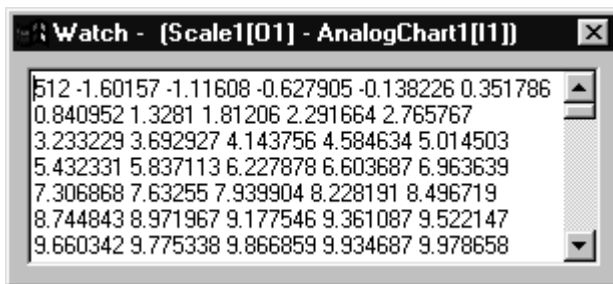 Watch -  (Scale1[O1] - AnalogChart1[I1])
512 -1.60157 -1.11608 -0.627905 -0.138226 0.351786
0.840952 1.3281 1.81206 2.291664 2.765767
3.233229 3.692927 4.143756 4.584634 5.014503
5.432331 5.837113 6.227878 6.603687 6.963639
7.306868 7.63255 7.939904 8.228191 8.496719
8.744843 8.971967 9.177546 9.361087 9.522147
9.660342 9.775338 9.866859 9.934687 9.978658